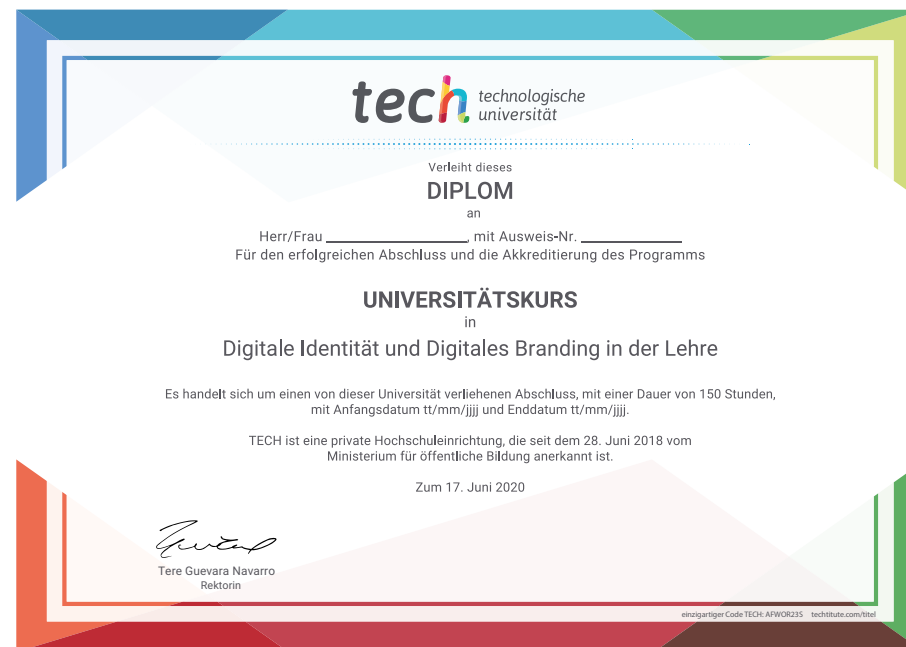 tech technologische
universität
Verleiht dieses
DIPLOM
an
Herr/Frau ____________________, mit Ausweis-Nr. ______________
Für den erfolgreichen Abschluss und die Akkreditierung des Programms
UNIVERSITÄTSKURS
in
Digitale Identität und Digitales Branding in der Lehre
Es handelt sich um einen von dieser Universität verliehenen Abschluss, mit einer Dauer von 150 Stunden,
mit Anfangsdatum tt/mm/jjjj und Enddatum tt/mm/jjjj.
TECH ist eine private Hochschuleinrichtung, die seit dem 28. Juni 2018 vom
Ministerium für öffentliche Bildung anerkannt ist.
Zum 17. Juni 2020
Tere Guevara Navarro
Rektorin
einzigartiger Code TECH: AFWOR23S techtitute.com/titel